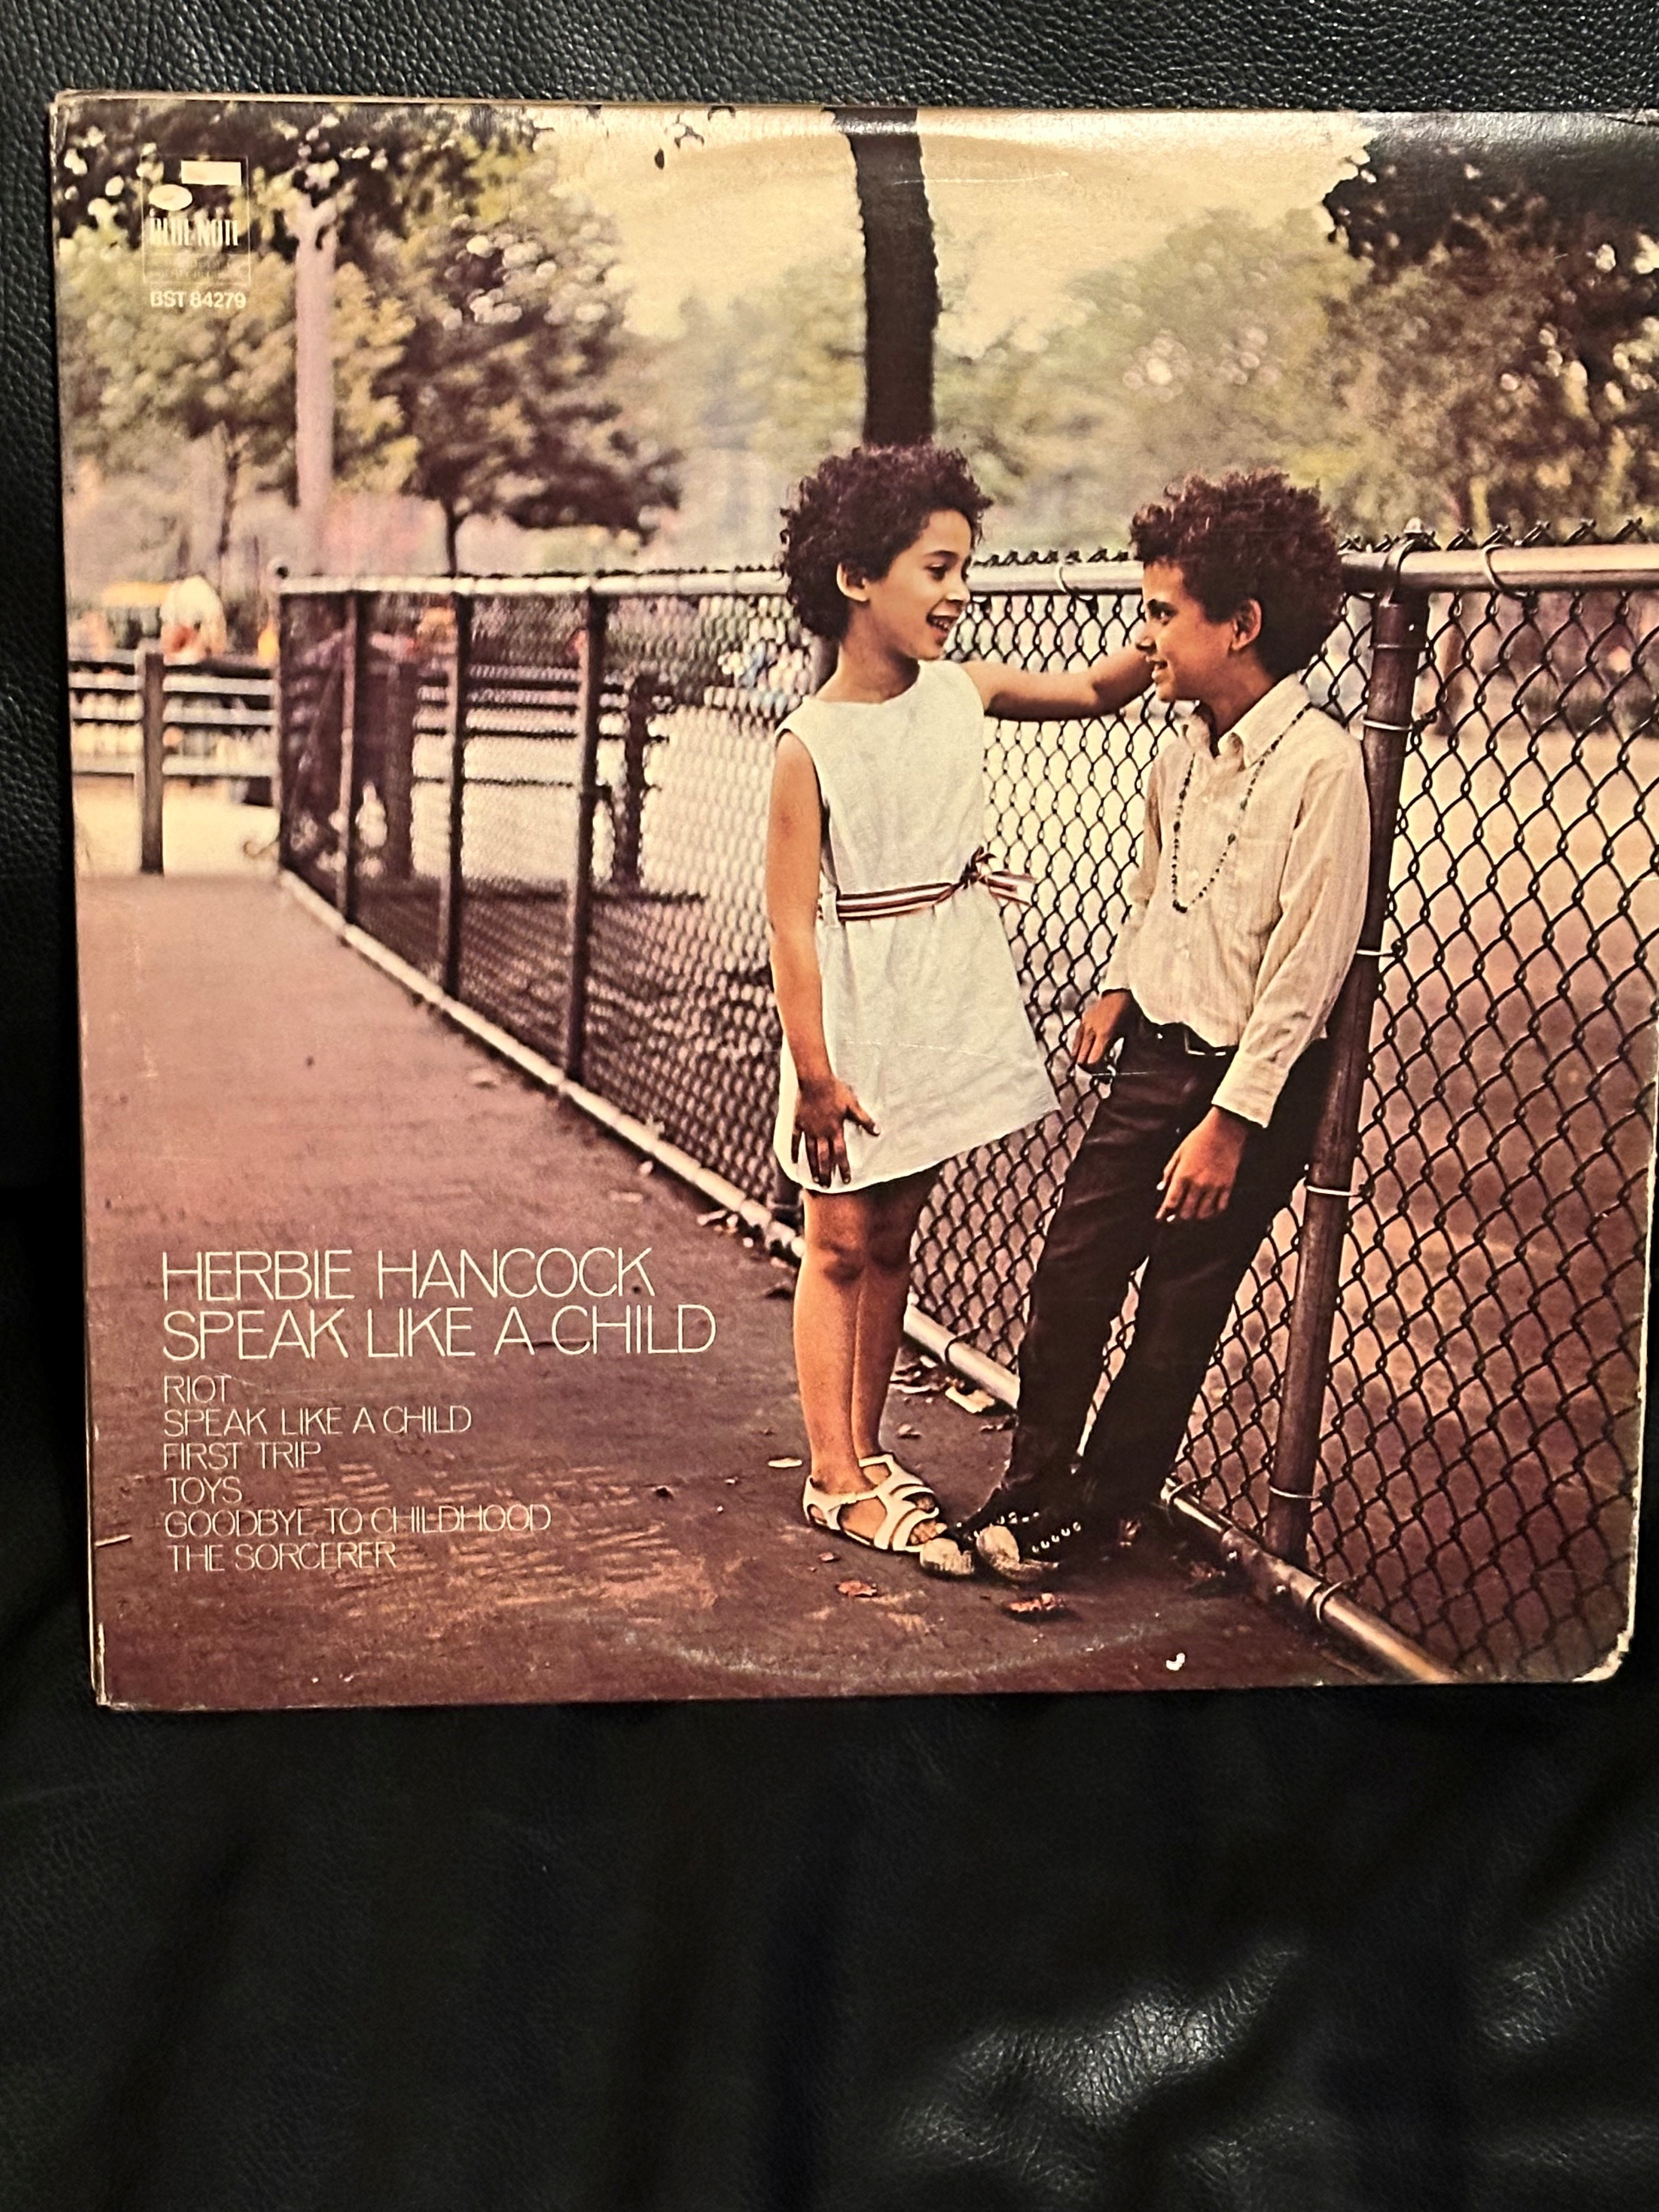 BLUE NOTE
BST 84279
HERBIE HANCOCK
SPEAK LIKE A CHILD
RIOT
SPEAK LIKE A CHILD
FIRST TRIP
TOYS
GOODBYE TO CHILDHOOD
THE SORCERER